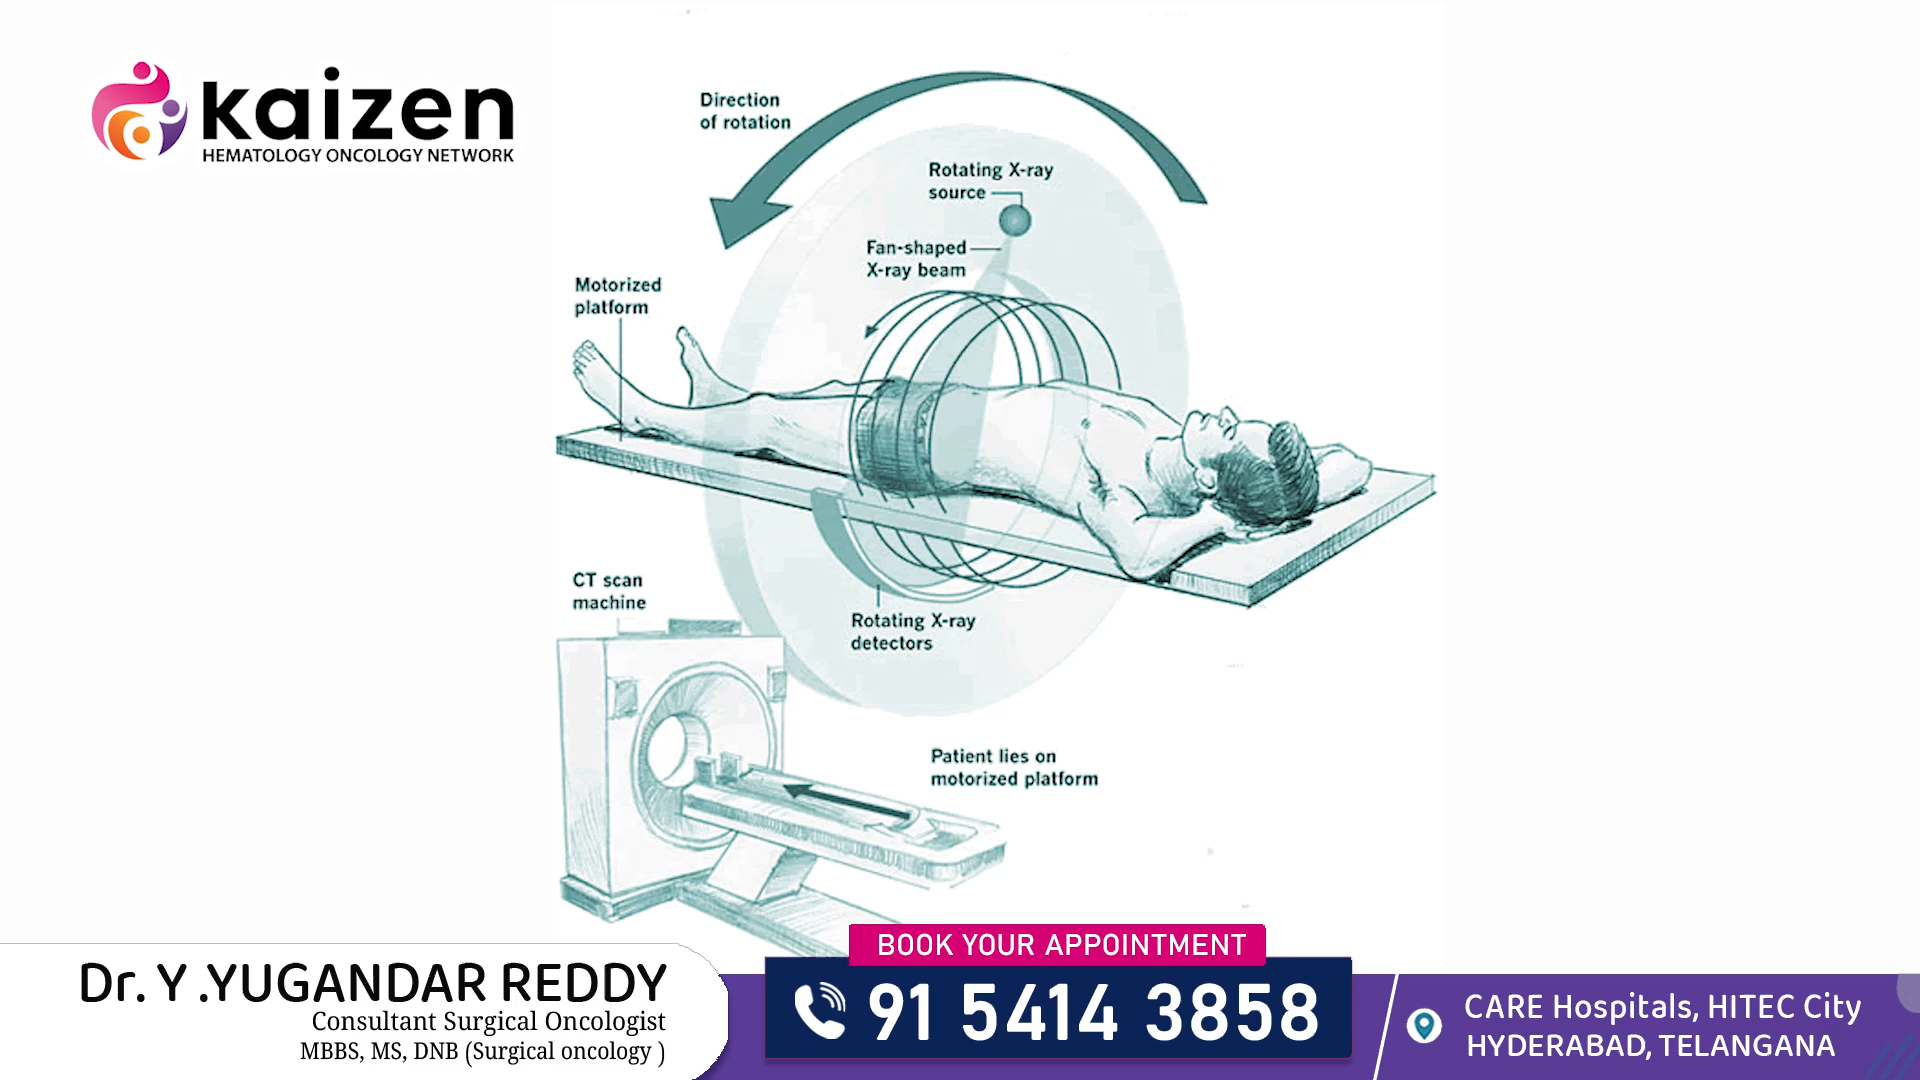 kaizen
HEMATOLOGY ONCOLOGY NETWORK
Direction
of rotation
Rotating X-ray
source
Fan-shaped
X-ray beam
Motorized
platform
CT scan
machine
Rotating X-ray
detectors
Patient lies on
motorized platform
BOOK YOUR APPOINTMENT
91 5414 3858
Dr. Y .YUGANDAR REDDY
Consultant Surgical Oncologist
MBBS, MS, DNB (Surgical oncology )
CARE Hospitals, HITEC City
HYDERABAD, TELANGANA